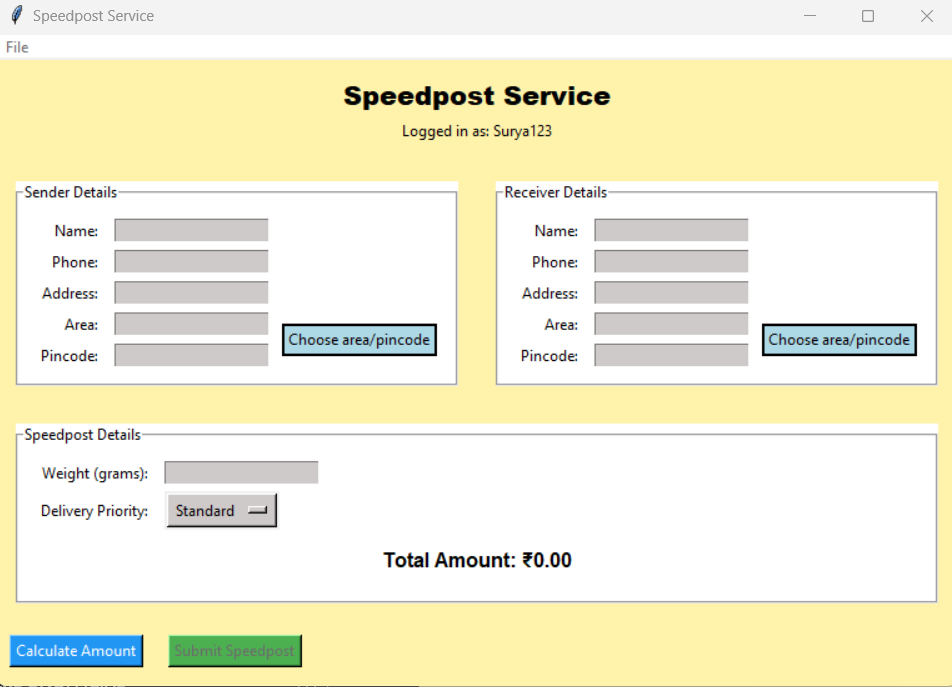 Speedpost Service
File
Speedpost Service
Logged in as: Surya123
Sender Details
Name:
Phone:
Address:
Area:
Pincode:
Choose area/pincode
Receiver Details
Name:
Phone:
Address:
Area:
Pincode:
Choose area/pincode
Speedpost Details
Weight (grams):
Delivery Priority: Standard
Total Amount: ₹0.00
Calculate Amount Submit Speedpost